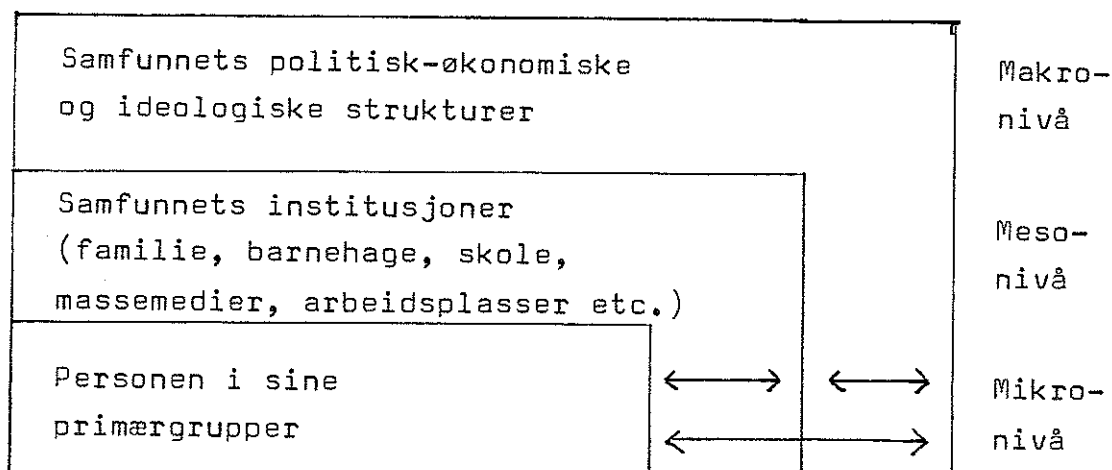 Samfunnets politisk-økonomiske
og ideologiske strukturer
Makro-
nivå
Samfunnets institusjoner
(familie, barnehage, skole,
massemedier, arbeidsplasser etc.)
Meso-
nivå
Personen i sine
primærgrupper
Mikro-
nivå